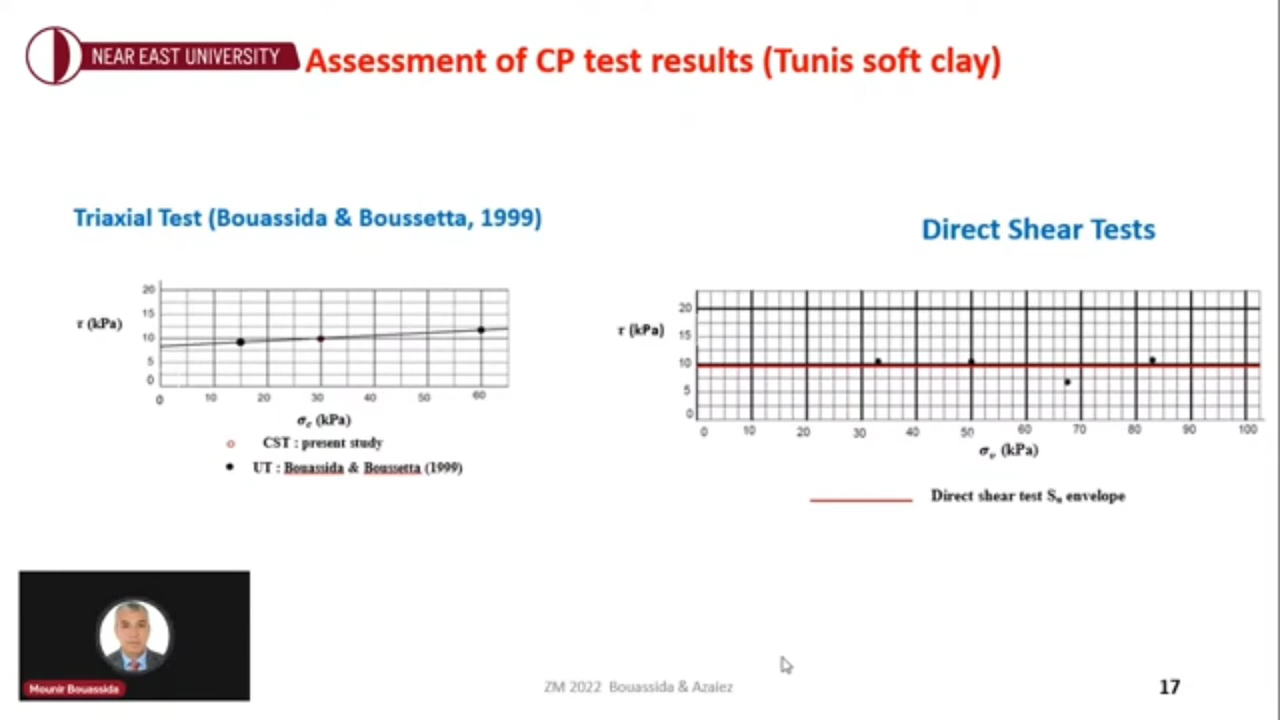 NEAR EAST UNIVERSITY
Assessment of CP test results (Tunis soft clay)
Triaxial Test (Bouassida & Boussetta, 1999)
Direct Shear Tests
τ (kPa)
20
15
10
5
0
0 10 20 30 40 50 60
σc (kPa)
CST : present study
UT : Bouassida & Boussetta (1999)
τ (kPa)
20
15
10
5
0
0 10 20 30 40 50 60 70 80 90 100
σv (kPa)
Direct shear test Su envelope
Mounir Bouassida
ZM 2022 Bouassida & Azaiez
17